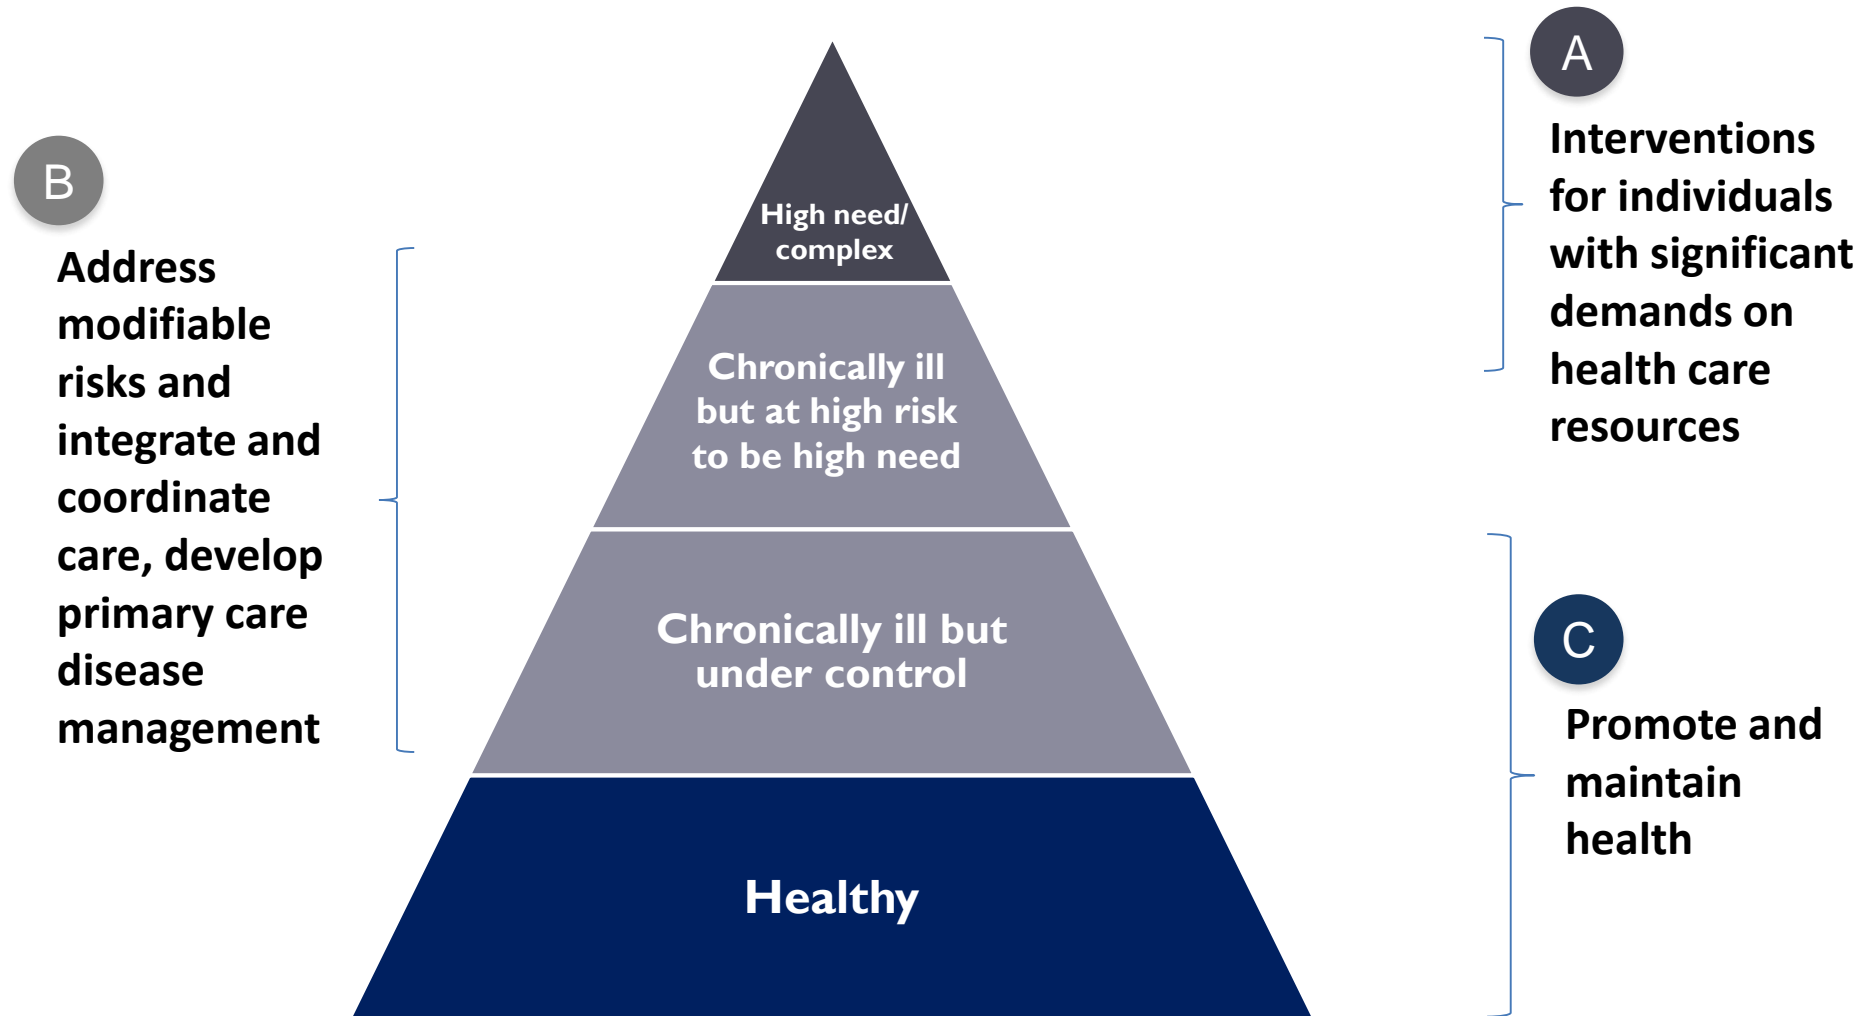 A
Interventions
for individuals
with significant
demands on
health care
resources
B
Address
modifiable
risks and
integrate and
coordinate
care, develop
primary care
disease
management
High need/
complex
Chronically ill
but at high risk
to be high need
Chronically ill but
under control
Healthy
C
Promote and
maintain
health